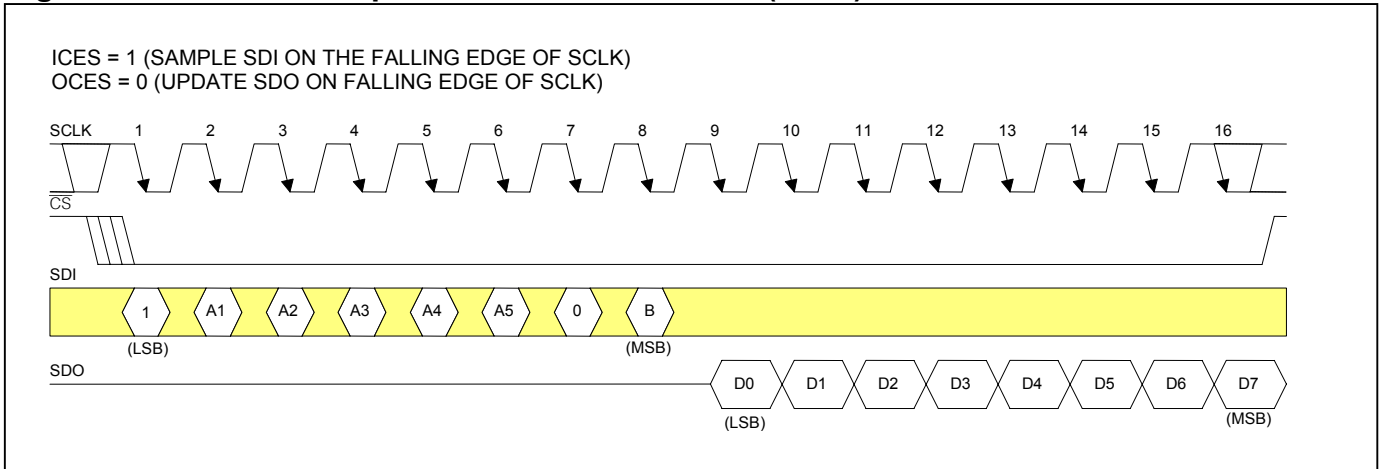 ICES = 1 (SAMPLE SDI ON THE FALLING EDGE OF SCLK)
OCES = 0 (UPDATE SDO ON FALLING EDGE OF SCLK)
SCLK 1 2 3 4 5 6 7 8 9 10 11 12 13 14 15 16
CS
SDI
1 A1 A2 A3 A4 A5 0 B
(LSB) (MSB)
SDO
D0 D1 D2 D3 D4 D5 D6 D7
(LSB) (MSB)